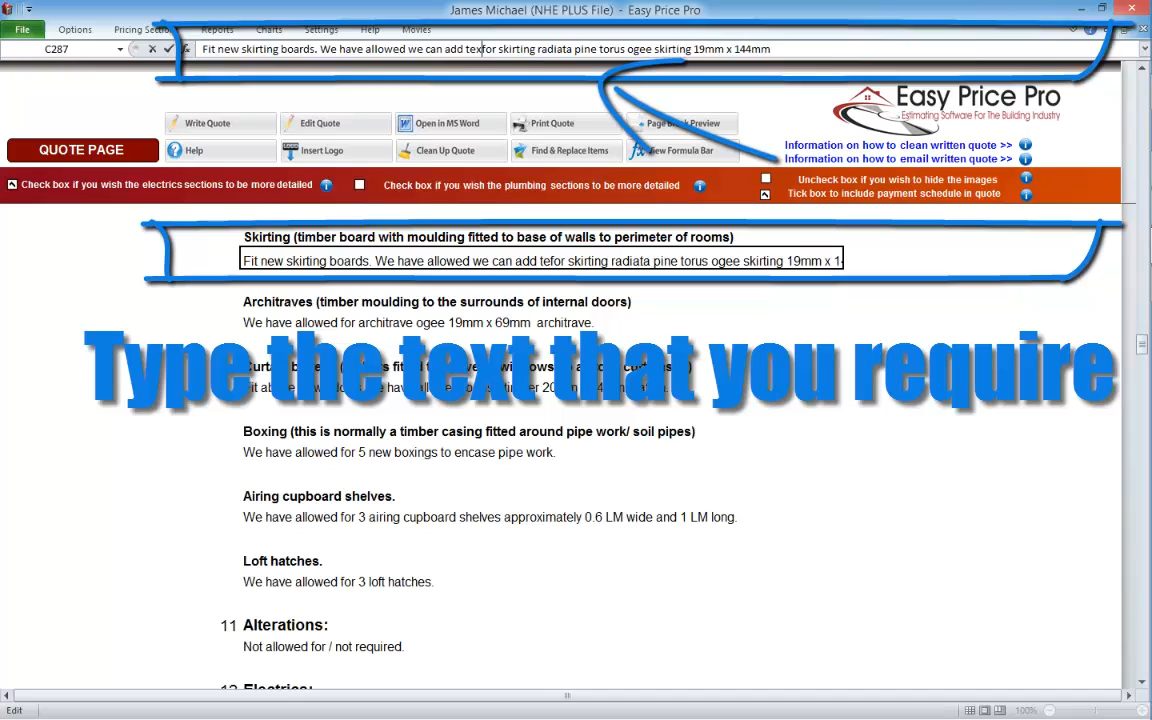 James Michael (NHE PLUS File) - Easy Price Pro
File Options Pricing Reports Charts Settings Help Movies
C287 fx Fit new skirting boards. We have allowed we can add texfor skirting radiata pine torus ogee skirting 19mm x 144mm
Easy Price Pro
Estimating Software For The Building Industry
Write Quote Edit Quote Open in MS Word Print Quote Page Preview
QUOTE PAGE Help Insert Logo Clean Up Quote Find & Replace Items View Formula Bar
Information on how to clean written quote >>
Information on how to email written quote >>
Check box if you wish the electrics sections to be more detailed Check box if you wish the plumbing sections to be more detailed
Uncheck box if you wish to hide the images
Tick box to include payment schedule in quote
Skirting (timber board with moulding fitted to base of walls to perimeter of rooms)
Fit new skirting boards. We have allowed we can add tefor skirting radiata pine torus ogee skirting 19mm x 1
Architraves (timber moulding to the surrounds of internal doors)
We have allowed for architrave ogee 19mm x 69mm architrave.
Type the text that you require
Boxing (this is normally a timber casing fitted around pipe work/ soil pipes)
We have allowed for 5 new boxings to encase pipe work.
Airing cupboard shelves.
We have allowed for 3 airing cupboard shelves approximately 0.6 LM wide and 1 LM long.
Loft hatches.
We have allowed for 3 loft hatches.
11 Alterations:
Not allowed for / not required.
12 Electrics:
Edit 100%